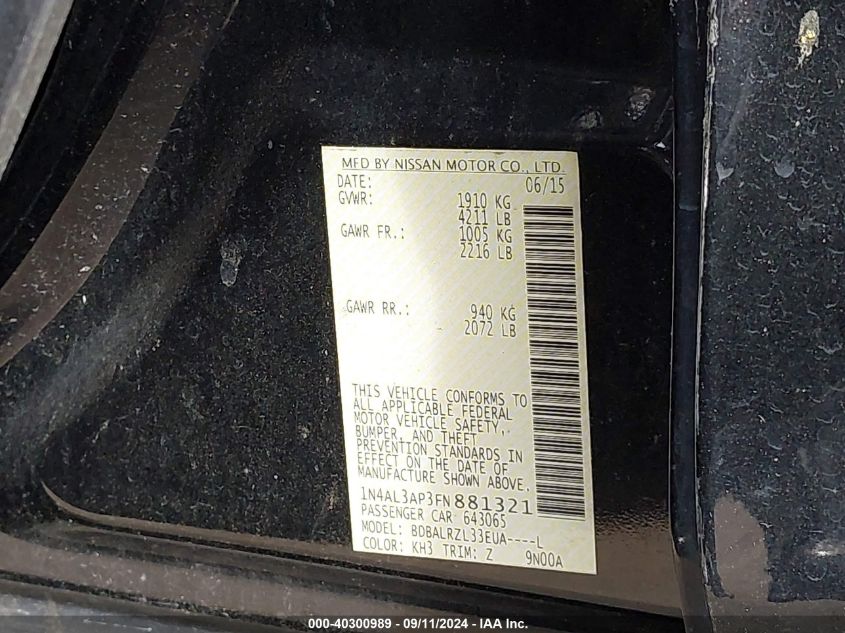 MFD BY NISSAN MOTOR CO., LTD.
DATE: 06/15
GVWR: 1910 KG
4211 LB
GAWR FR.: 1005 KG
2216 LB
GAWR RR.: 940 KG
2072 LB
THIS VEHICLE CONFORMS TO
ALL APPLICABLE FEDERAL
MOTOR VEHICLE SAFETY,
BUMPER, AND THEFT
PREVENTION STANDARDS IN
EFFECT ON THE DATE OF
MANUFACTURE SHOWN ABOVE.
1N4AL3AP3FN881321
PASSENGER CAR 643065
MODEL: BDBALRZL33EUA----L
COLOR: KH3 TRIM: Z 9N00A
000-40300989 - 09/11/2024 - IAA Inc.